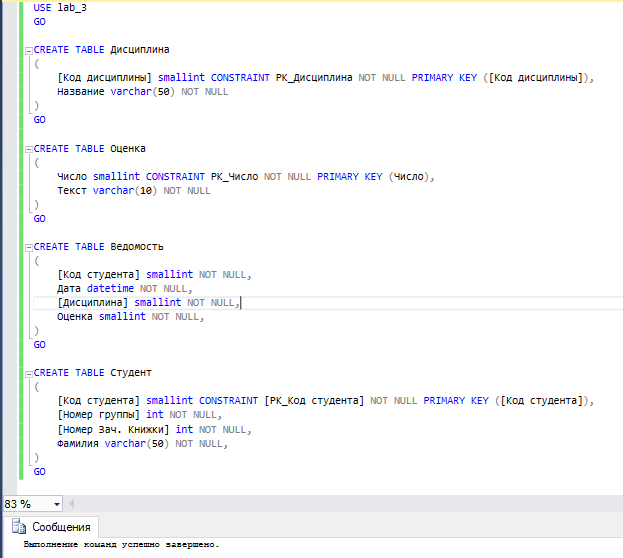 USE lab_3
GO
CREATE TABLE Дисциплина
(
[Код дисциплины] smallint CONSTRAINT PK_Дисциплина NOT NULL PRIMARY KEY ([Код дисциплины]),
Название varchar(50) NOT NULL
)
GO
CREATE TABLE Оценка
(
Число smallint CONSTRAINT PK_Число NOT NULL PRIMARY KEY (Число),
Текст varchar(10) NOT NULL
)
GO
CREATE TABLE Ведомость
(
[Код студента] smallint NOT NULL,
Дата datetime NOT NULL,
[Дисциплина] smallint NOT NULL,
Оценка smallint NOT NULL,
)
GO
CREATE TABLE Студент
(
[Код студента] smallint CONSTRAINT [PK_Код студента] NOT NULL PRIMARY KEY ([Код студента]),
[Номер группы] int NOT NULL,
[Номер Зач. Книжки] int NOT NULL,
Фамилия varchar(50) NOT NULL,
)
GO
83 %
Сообщения
Выполнение команд успешно завершено.